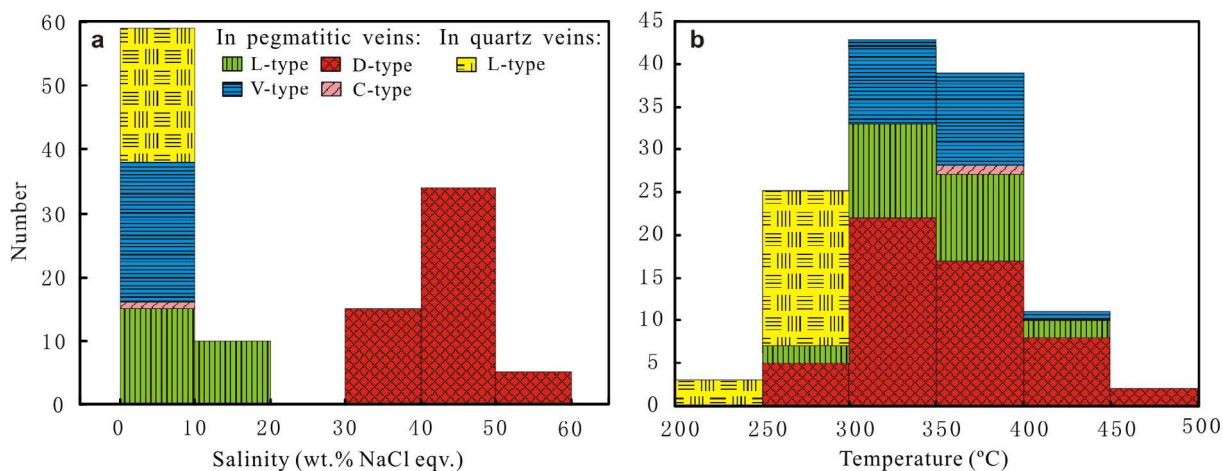 a
In pegmatitic veins: In quartz veins:
L-type D-type L-type
V-type C-type
60
50
40
30
20
10
0
Number
0 10 20 30 40 50 60
Salinity (wt.% NaCl eqv.)
b
45
40
35
30
25
20
15
10
5
0
200 250 300 350 400 450 500
Temperature (ºC)